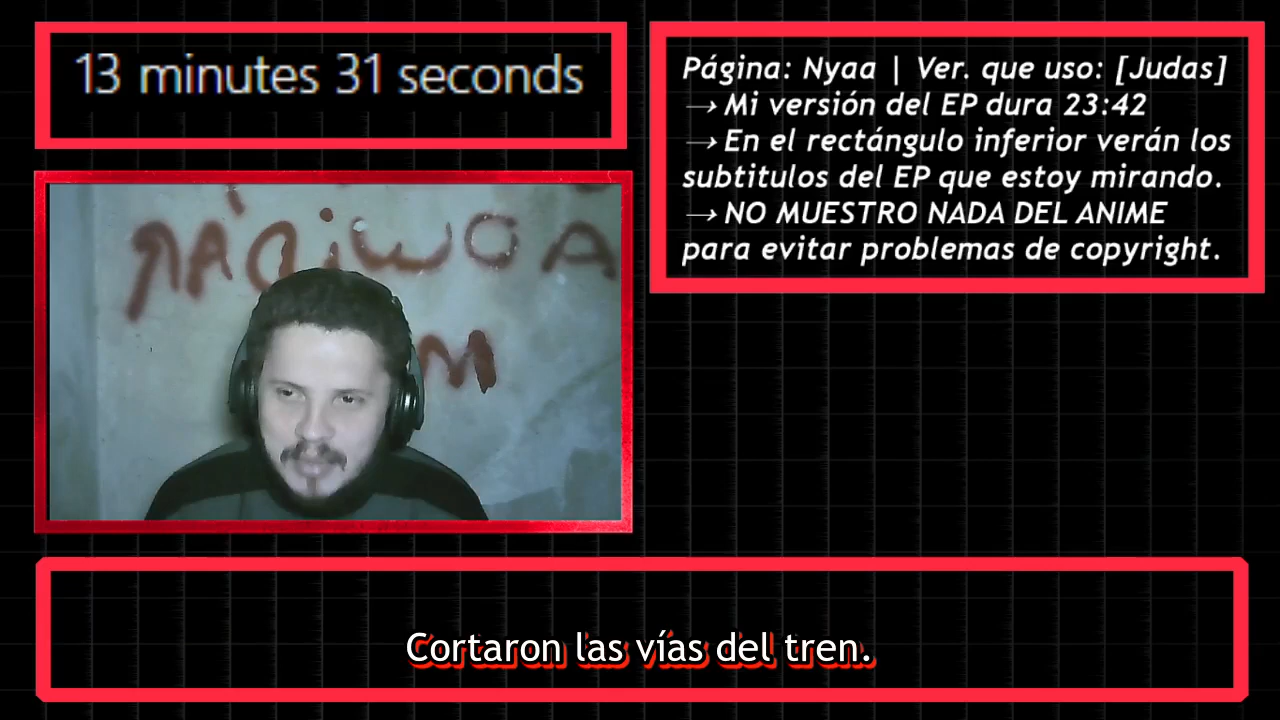 13 minutes 31 seconds
Página: Nyaa | Ver. que uso: [Judas]
→ Mi versión del EP dura 23:42
→ En el rectángulo inferior verán los
subtitulos del EP que estoy mirando.
→ NO MUESTRO NADA DEL ANIME
para evitar problemas de copyright.
Cortaron las vías del tren.